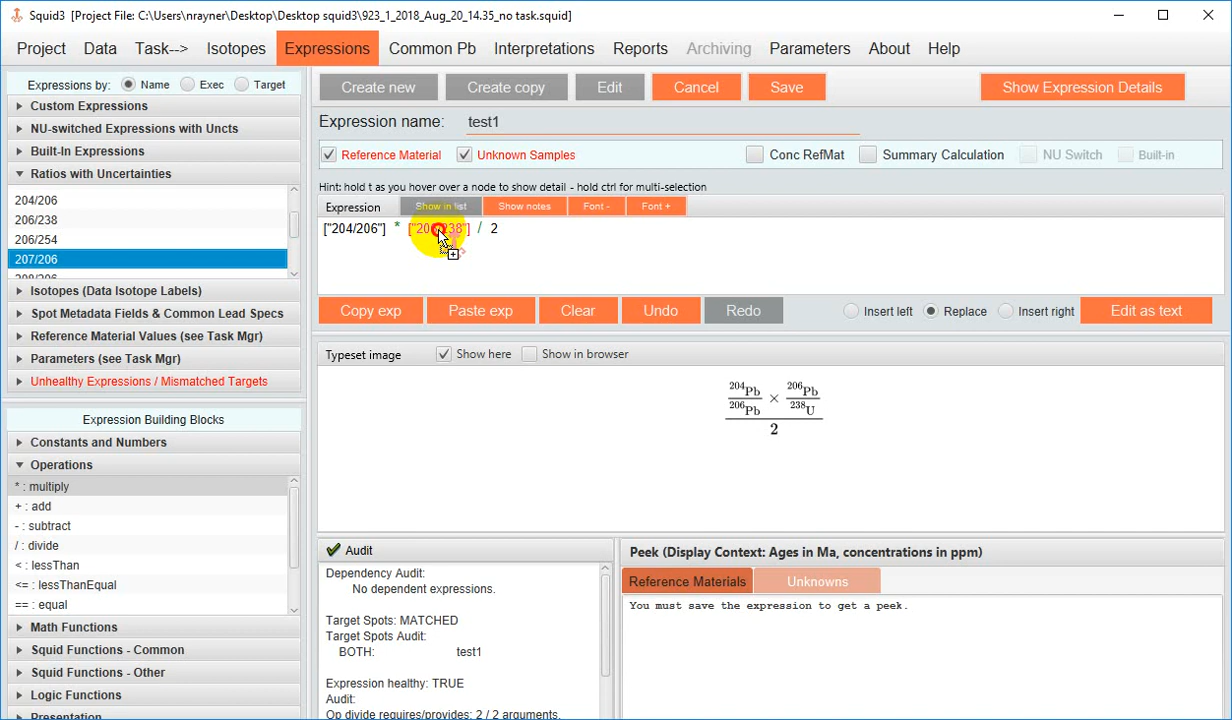 Squid3 [Project File: C:\Users\nrayner\Desktop\Desktop squid3\923_1_2018_Aug_20_14.35_no task.squid]
Project Data Task--> Isotopes Expressions Common Pb Interpretations Reports Archiving Parameters About Help
Expressions by: Name Exec Target
Custom Expressions
NU-switched Expressions with Uncts
Built-In Expressions
Ratios with Uncertainties
204/206
206/238
206/254
207/206
208/206
Isotopes (Data Isotope Labels)
Spot Metadata Fields & Common Lead Specs
Reference Material Values (see Task Mgr)
Parameters (see Task Mgr)
Unhealthy Expressions / Mismatched Targets
Expression Building Blocks
Constants and Numbers
Operations
* : multiply
+ : add
- : subtract
/ : divide
< : lessThan
<= : lessThanEqual
== : equal
Math Functions
Squid Functions - Common
Squid Functions - Other
Logic Functions
Presentation
Create new Create copy Edit Cancel Save Show Expression Details
Expression name: test1
Reference Material Unknown Samples Conc RefMat Summary Calculation NU Switch Built-in
Hint: hold t as you hover over a node to show detail - hold ctrl for multi-selection
Expression Show in list Show notes Font - Font +
["204/206"] * ["206/238"] / 2
Copy exp Paste exp Clear Undo Redo Insert left Replace Insert right Edit as text
Typeset image Show here Show in browser
204Pb 206Pb
×
206Pb 238U
2
Audit
Dependency Audit:
No dependent expressions.
Target Spots: MATCHED
Target Spots Audit:
BOTH: test1
Expression healthy: TRUE
Audit:
Op divide requires/provides: 2 / 2 arguments.
Peek (Display Context: Ages in Ma, concentrations in ppm)
Reference Materials Unknowns
You must save the expression to get a peek.